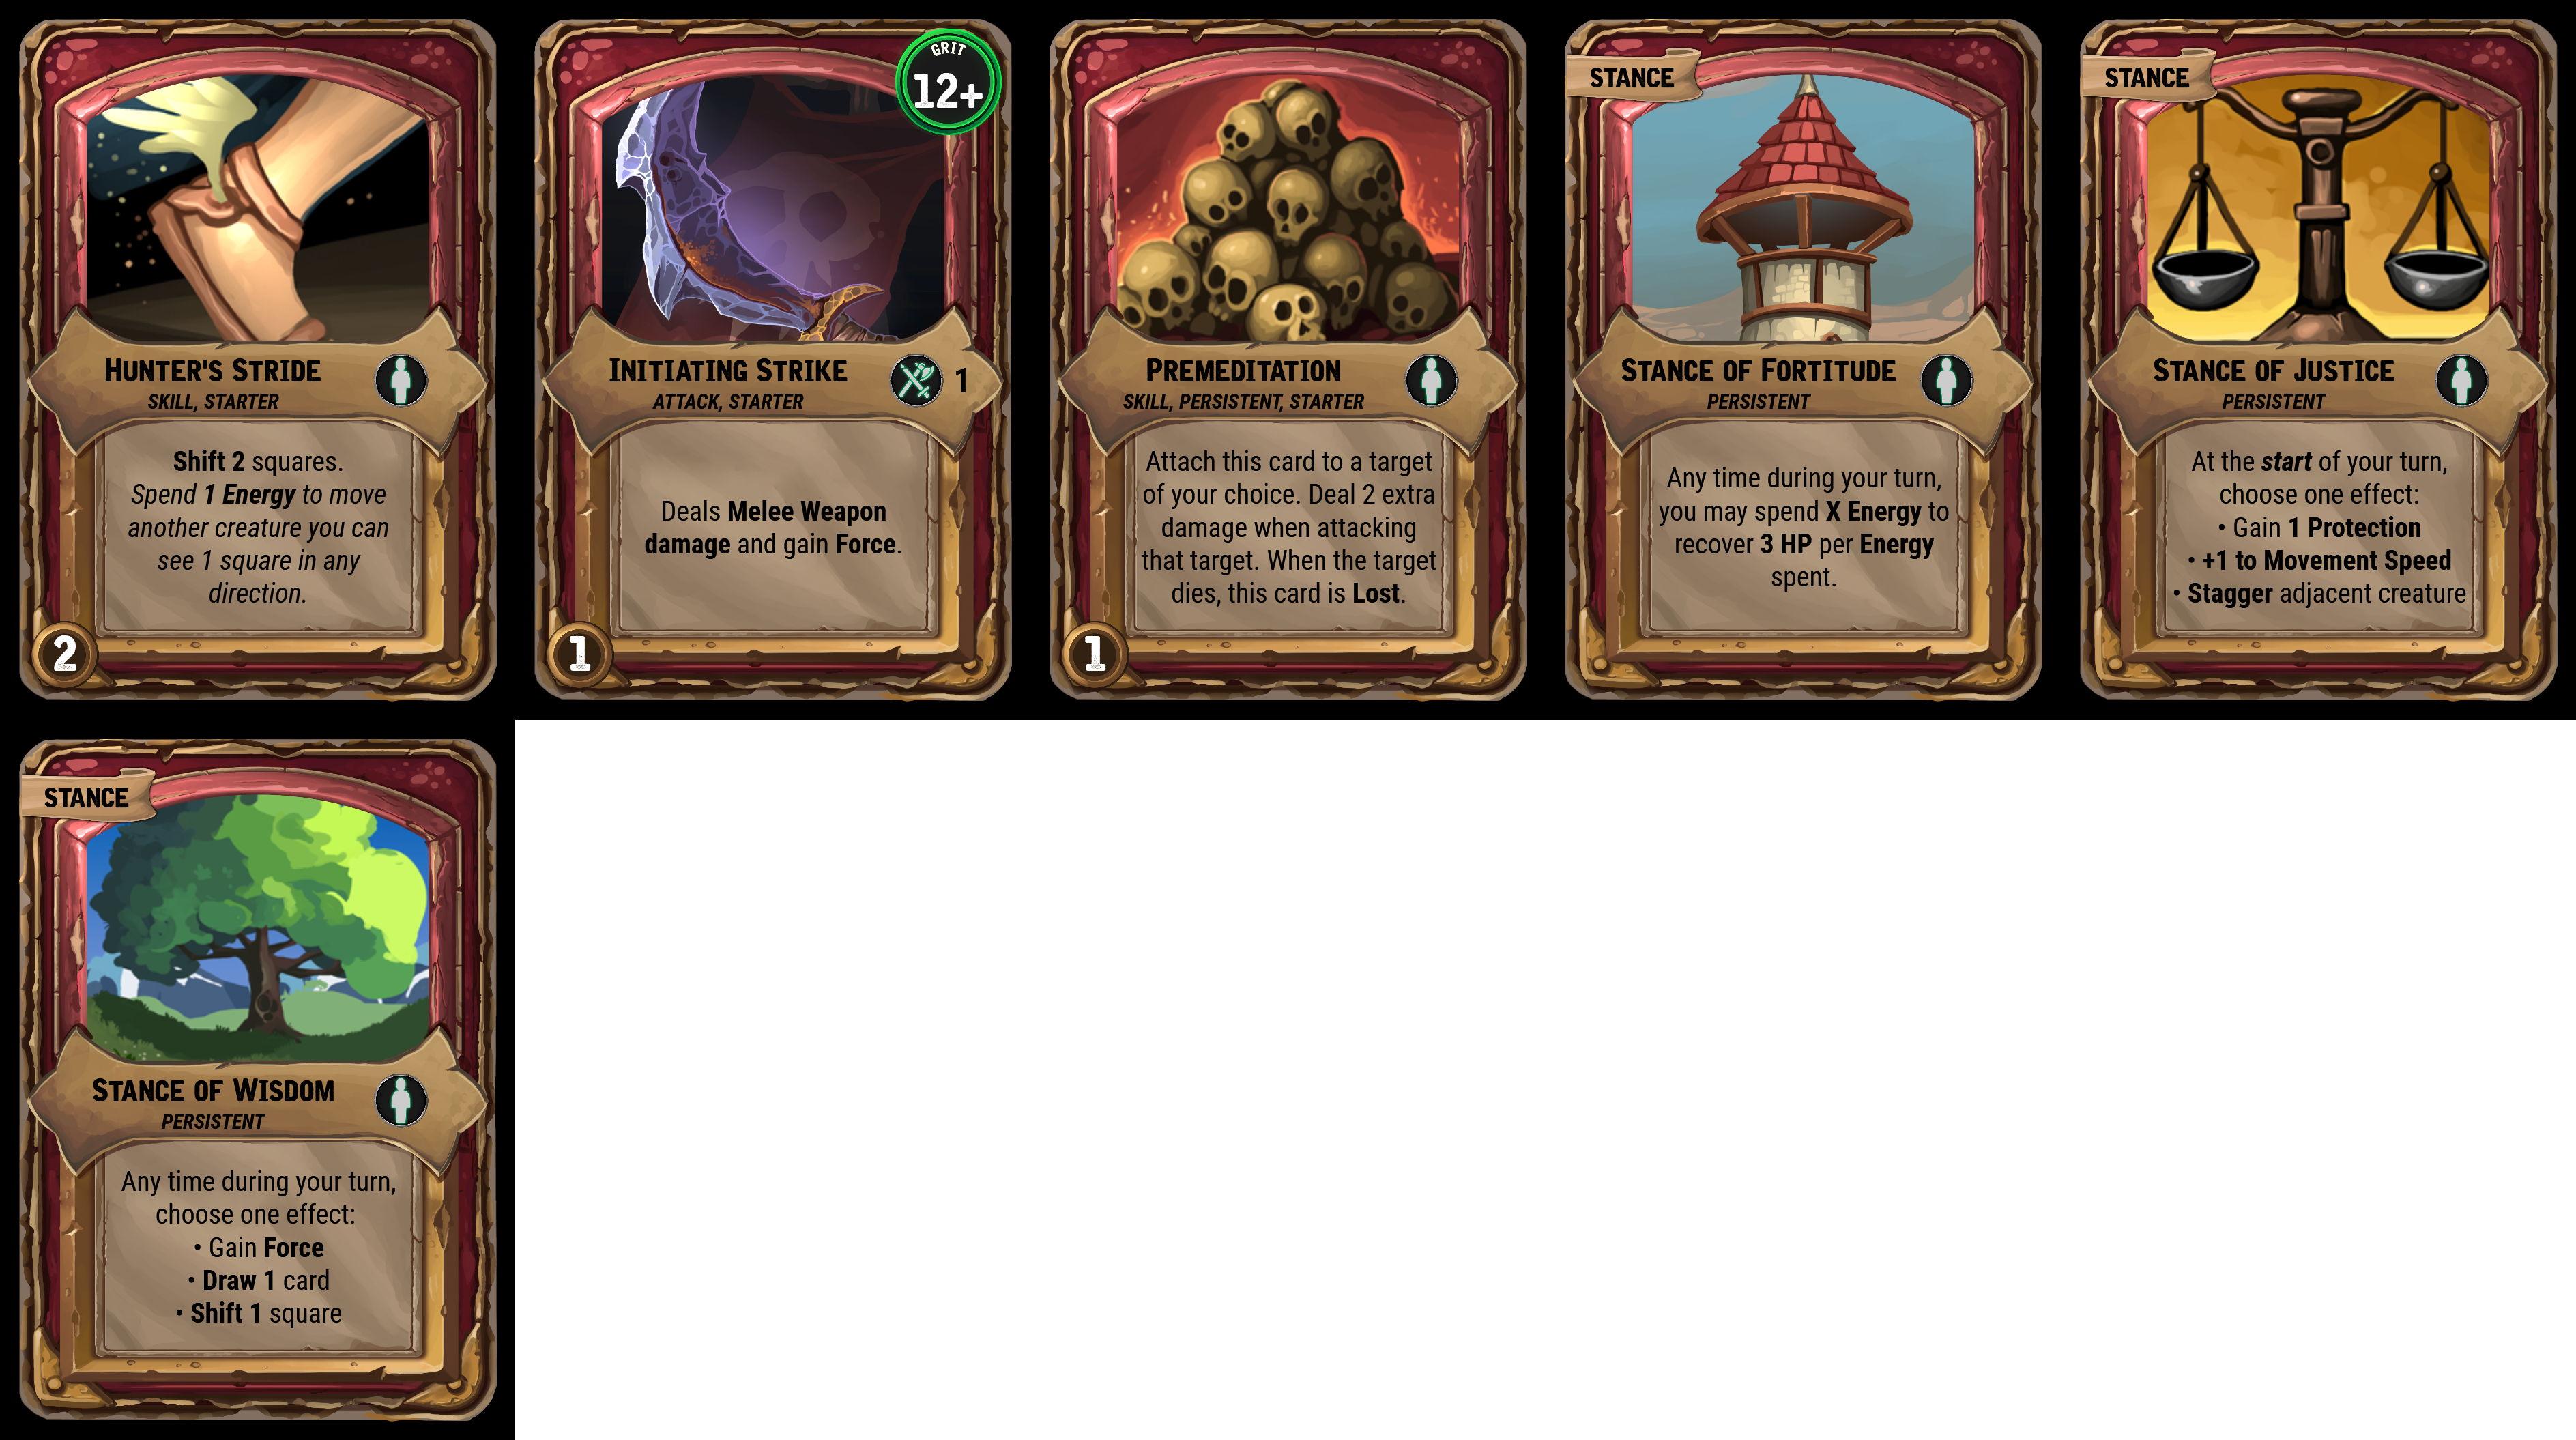 HUNTER'S STRIDE
SKILL, STARTER
Shift 2 squares.
Spend 1 Energy to move
another creature you can
see 1 square in any
direction.
2
GRIT
12+
INITIATING STRIKE
1
ATTACK, STARTER
Deals Melee Weapon
damage and gain Force.
1
PREMEDITATION
SKILL, PERSISTENT, STARTER
Attach this card to a target
of your choice. Deal 2 extra
damage when attacking
that target. When the target
dies, this card is Lost.
1
STANCE
STANCE OF FORTITUDE
PERSISTENT
Any time during your turn,
you may spend X Energy to
recover 3 HP per Energy
spent.
STANCE
STANCE OF JUSTICE
PERSISTENT
At the start of your turn,
choose one effect:
• Gain 1 Protection
• +1 to Movement Speed
• Stagger adjacent creature
STANCE
STANCE OF WISDOM
PERSISTENT
Any time during your turn,
choose one effect:
• Gain Force
• Draw 1 card
• Shift 1 square